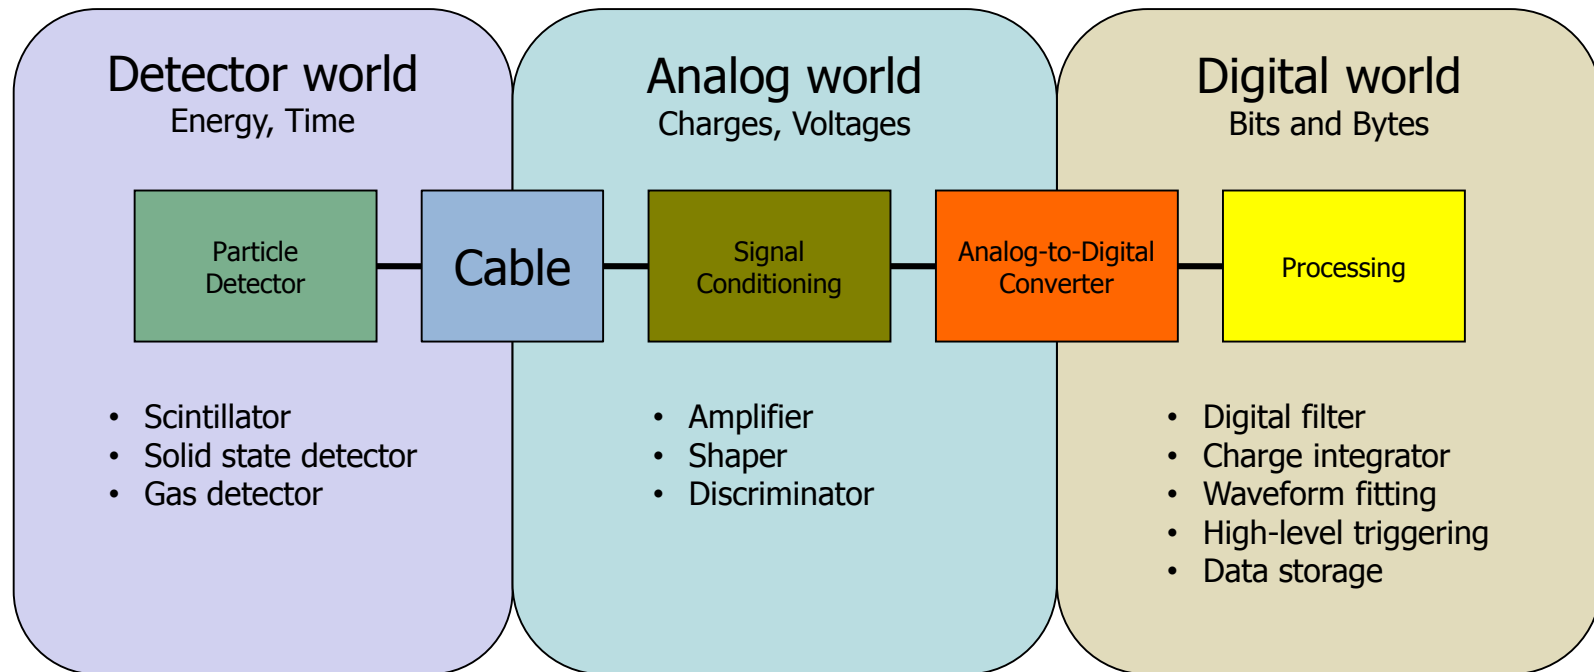 Detector world
Energy, Time
Analog world
Charges, Voltages
Digital world
Bits and Bytes
Particle
Detector
Cable
Signal
Conditioning
Analog-to-Digital
Converter
Processing
• Scintillator
• Solid state detector
• Gas detector
• Amplifier
• Shaper
• Discriminator
• Digital filter
• Charge integrator
• Waveform fitting
• High-level triggering
• Data storage